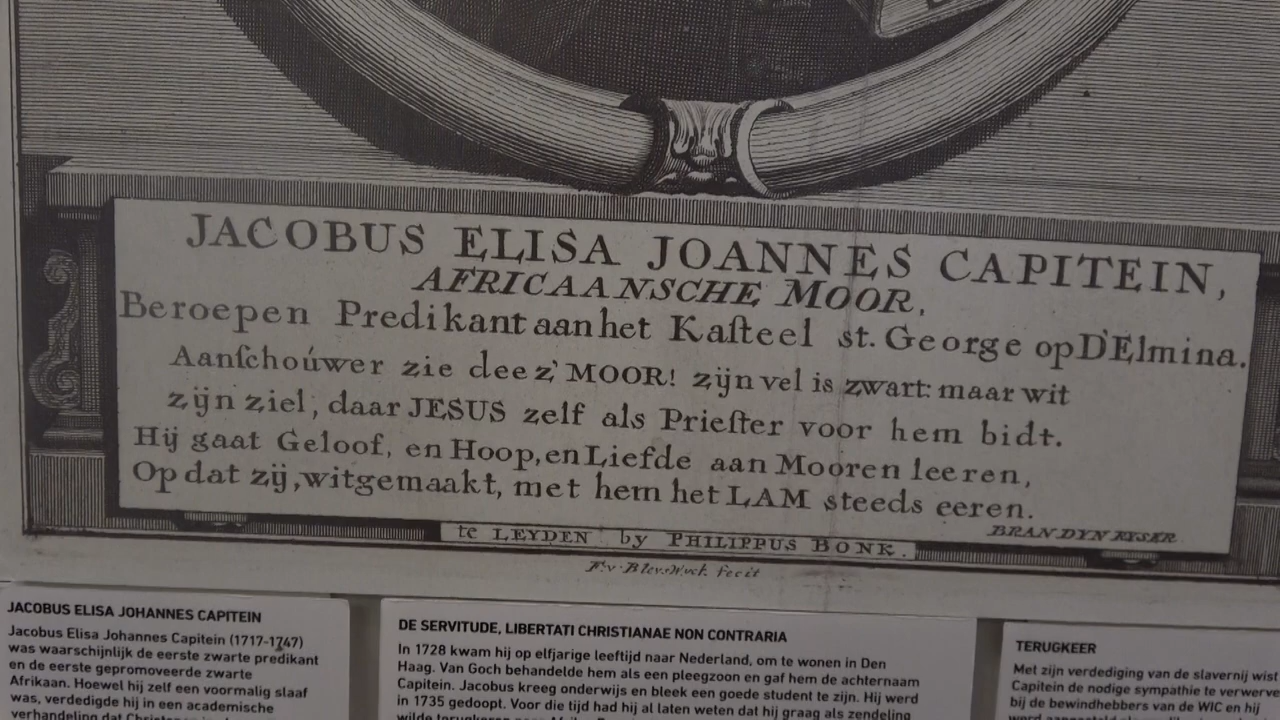 JACOBUS ELISA JOANNES CAPITEIN,
AFRICAANSCHE MOOR,
Beroepen Predikant aan het Kaſteel st. George op D'Elmina.
Aanſchoúwer zie deez' MOOR! zijn vel is zwart: maar wit
zijn ziel, daar JESUS zelf als Prieſter voor hem bidt.
Hij gaat Geloof, en Hoop, en Liefde aan Mooren leeren,
Op dat zij, witgemaakt, met hem het LAM steeds eeren.
BRANDYN RYSER
te LEYDEN by PHILIPPUS BONK.
F. v. Bleyswyck fecit
JACOBUS ELISA JOHANNES CAPITEIN
Jacobus Elisa Johannes Capitein (1717-1747)
was waarschijnlijk de eerste zwarte predikant
en de eerste gepromoveerde zwarte
Afrikaan. Hoewel hij zelf een voormalig slaaf
was, verdedigde hij in een academische
verhandeling dat
DE SERVITUDE, LIBERTATI CHRISTIANAE NON CONTRARIA
In 1728 kwam hij op elfjarige leeftijd naar Nederland, om te wonen in Den
Haag. Van Goch behandelde hem als een pleegzoon en gaf hem de achternaam
Capitein. Jacobus kreeg onderwijs en bleek een goede student te zijn. Hij werd
in 1735 gedoopt. Voor die tijd had hij al laten weten dat hij graag als zendeling
wilde terugkeren naar
TERUGKEER
Met zijn verdediging van de slavernij wist
Capitein de nodige sympathie te verwerve
bij de bewindhebbers van de WIC en hij
werd